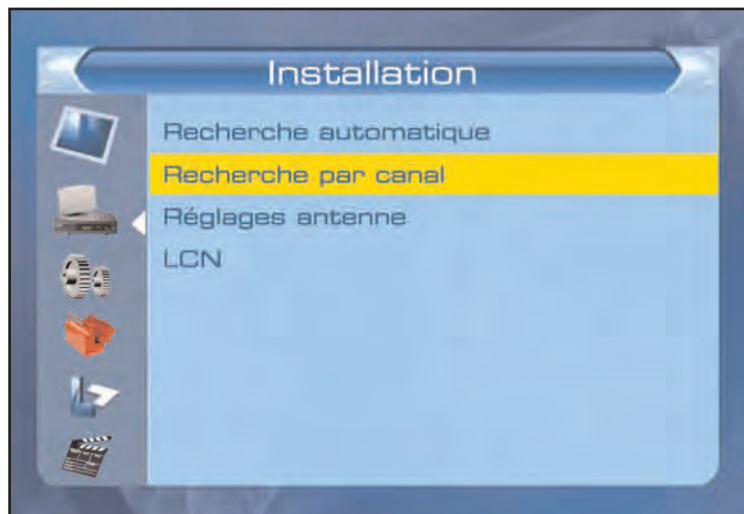 Installation
Recherche automatique
Recherche par canal
Réglages antenne
LCN